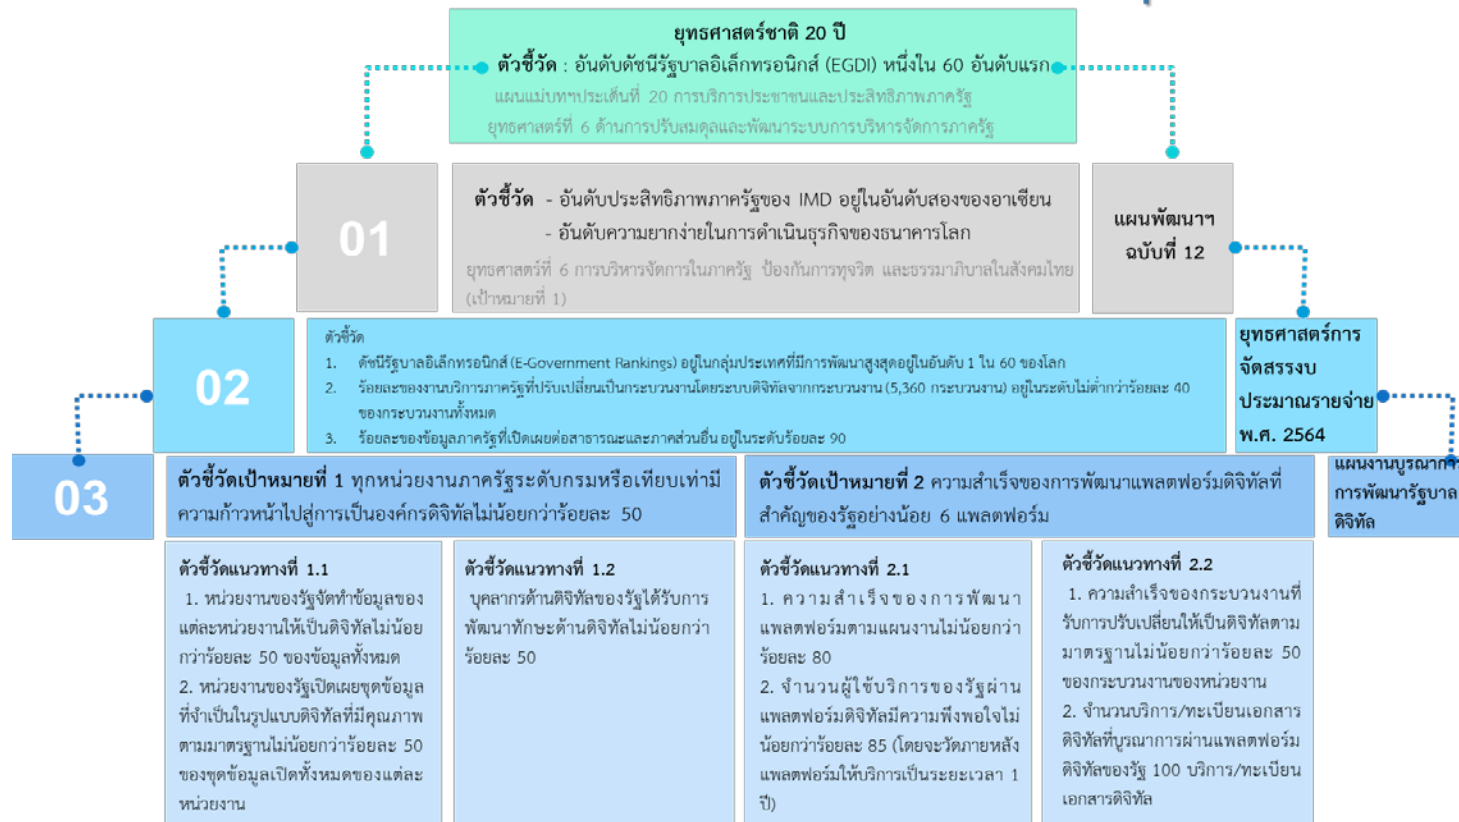 ยุทธศาสตร์ชาติ 20 ปี
ตัวชี้วัด : อันดับดัชนีรัฐบาลอิเล็กทรอนิกส์ (EGDI) หนึ่งใน 60 อันดับแรก
แผนแม่บทฯประเด็นที่ 20 การบริการประชาชนและประสิทธิภาพภาครัฐ
ยุทธศาสตร์ที่ 6 ด้านการปรับสมดุลและพัฒนาระบบการบริหารจัดการภาครัฐ
01
ตัวชี้วัด - อันดับประสิทธิภาพภาครัฐของ IMD อยู่ในอันดับสองของอาเซียน
- อันดับความยากง่ายในการดำเนินธุรกิจของธนาคารโลก
ยุทธศาสตร์ที่ 6 การบริหารจัดการในภาครัฐ ป้องกันการทุจริต และธรรมาภิบาลในสังคมไทย
(เป้าหมายที่ 1)
แผนพัฒนาฯ
ฉบับที่ 12
02
ตัวชี้วัด
1. ดัชนีรัฐบาลอิเล็กทรอนิกส์ (E-Government Rankings) อยู่ในกลุ่มประเทศที่มีการพัฒนาสูงสุดอยู่ในอันดับ 1 ใน 60 ของโลก
2. ร้อยละของงานบริการภาครัฐที่ปรับเปลี่ยนเป็นกระบวนงานโดยระบบดิจิทัลจากกระบวนงาน (5,360 กระบวนงาน) อยู่ในระดับไม่ต่ำกว่าร้อยละ 40
ของกระบวนงานทั้งหมด
3. ร้อยละของข้อมูลภาครัฐที่เปิดเผยต่อสาธารณะและภาคส่วนอื่น อยู่ในระดับร้อยละ 90
ยุทธศาสตร์การ
จัดสรรงบ
ประมาณรายจ่าย
พ.ศ. 2564
03
ตัวชี้วัดเป้าหมายที่ 1 ทุกหน่วยงานภาครัฐระดับกรมหรือเทียบเท่ามี
ความก้าวหน้าไปสู่การเป็นองค์กรดิจิทัลไม่น้อยกว่าร้อยละ 50
ตัวชี้วัดเป้าหมายที่ 2 ความสำเร็จของการพัฒนาแพลตฟอร์มดิจิทัลที่
สำคัญของรัฐอย่างน้อย 6 แพลตฟอร์ม
แผนงานบูรณาการ
การพัฒนารัฐบาล
ดิจิทัล
ตัวชี้วัดแนวทางที่ 1.1
1. หน่วยงานของรัฐจัดทำข้อมูลของ
แต่ละหน่วยงานให้เป็นดิจิทัลไม่น้อย
กว่าร้อยละ 50 ของข้อมูลทั้งหมด
2. หน่วยงานของรัฐเปิดเผยชุดข้อมูล
ที่จำเป็นในรูปแบบดิจิทัลที่มีคุณภาพ
ตามมาตรฐานไม่น้อยกว่าร้อยละ 50
ของชุดข้อมูลเปิดทั้งหมดของแต่ละ
หน่วยงาน
ตัวชี้วัดแนวทางที่ 1.2
บุคลากรด้านดิจิทัลของรัฐได้รับการ
พัฒนาทักษะด้านดิจิทัลไม่น้อยกว่า
ร้อยละ 50
ตัวชี้วัดแนวทางที่ 2.1
1. ความสำเร็จของการพัฒนา
แพลตฟอร์มตามแผนงานไม่น้อยกว่า
ร้อยละ 80
2. จำนวนผู้ใช้บริการของรัฐผ่าน
แพลตฟอร์มดิจิทัลมีความพึงพอใจไม่
น้อยกว่าร้อยละ 85 (โดยจะวัดภายหลัง
แพลตฟอร์มให้บริการเป็นระยะเวลา 1
ปี)
ตัวชี้วัดแนวทางที่ 2.2
1. ความสำเร็จของกระบวนงานที่
รับการปรับเปลี่ยนให้เป็นดิจิทัลตาม
มาตรฐานไม่น้อยกว่าร้อยละ 50
ของกระบวนงานของหน่วยงาน
2. จำนวนบริการ/ทะเบียนเอกสาร
ดิจิทัลที่บูรณาการผ่านแพลตฟอร์ม
ดิจิทัลของรัฐ 100 บริการ/ทะเบียน
เอกสารดิจิทัล